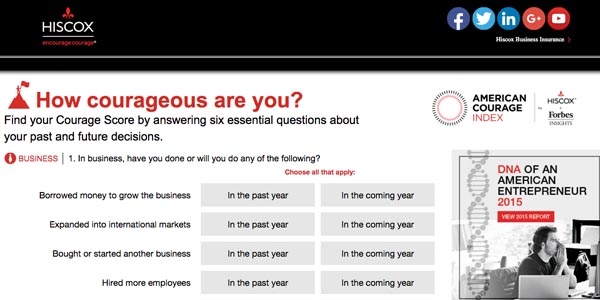 HISCOX
encourage courage®
Hiscox Business Insurance >
How courageous are you?
Find your Courage Score by answering six essential questions about
your past and future decisions.
AMERICAN
COURAGE
INDEX
by
HISCOX
Forbes
INSIGHTS
BUSINESS | 1. In business, have you done or will you do any of the following?
Choose all that apply:
Borrowed money to grow the business In the past year In the coming year
Expanded into international markets In the past year In the coming year
Bought or started another business In the past year In the coming year
Hired more employees In the past year In the coming year
DNA OF AN
AMERICAN
ENTREPRENEUR
2015
VIEW 2015 REPORT